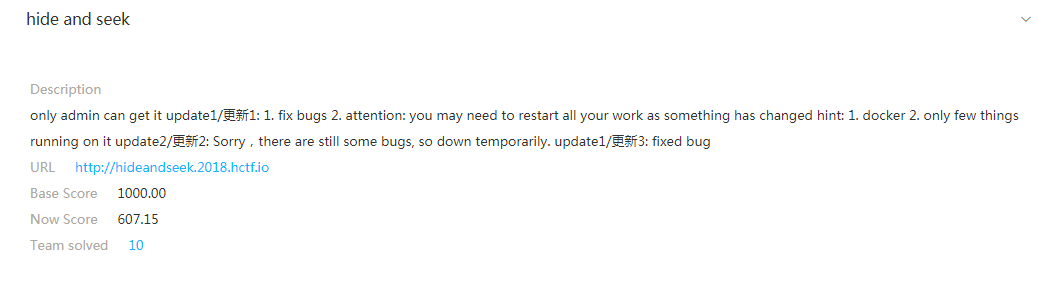 hide and seek
Description
only admin can get it update1/更新1: 1. fix bugs 2. attention: you may need to restart all your work as something has changed hint: 1. docker 2. only few things
running on it update2/更新2: Sorry，there are still some bugs, so down temporarily. update1/更新3: fixed bug
URL http://hideandseek.2018.hctf.io
Base Score 1000.00
Now Score 607.15
Team solved 10